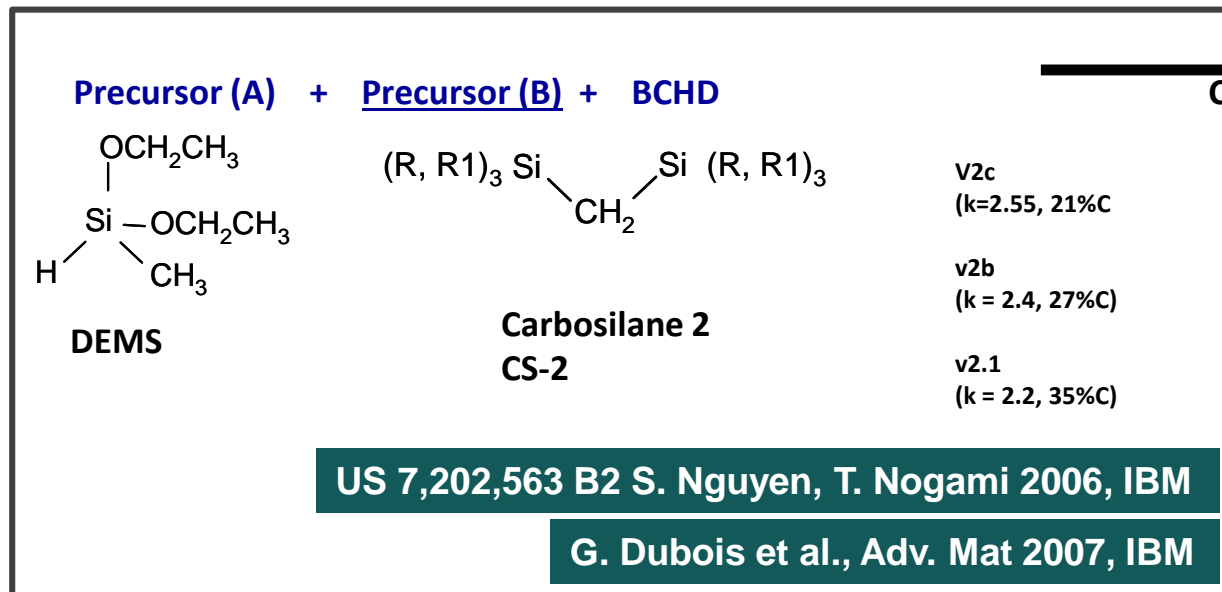 Precursor (A) + Precursor (B) + BCHD
OCH2CH3
Si OCH2CH3
H CH3
DEMS
(R, R1)3 Si Si (R, R1)3
CH2
Carbosilane 2
CS-2
V2c
(k=2.55, 21%C
v2b
(k = 2.4, 27%C)
v2.1
(k = 2.2, 35%C)
US 7,202,563 B2 S. Nguyen, T. Nogami 2006, IBM
G. Dubois et al., Adv. Mat 2007, IBM